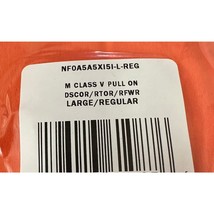 NF0A5A5XI5I-L-REG
M CLASS V PULL ON
DSCOR/RTOR/RFWR
LARGE/REGULAR